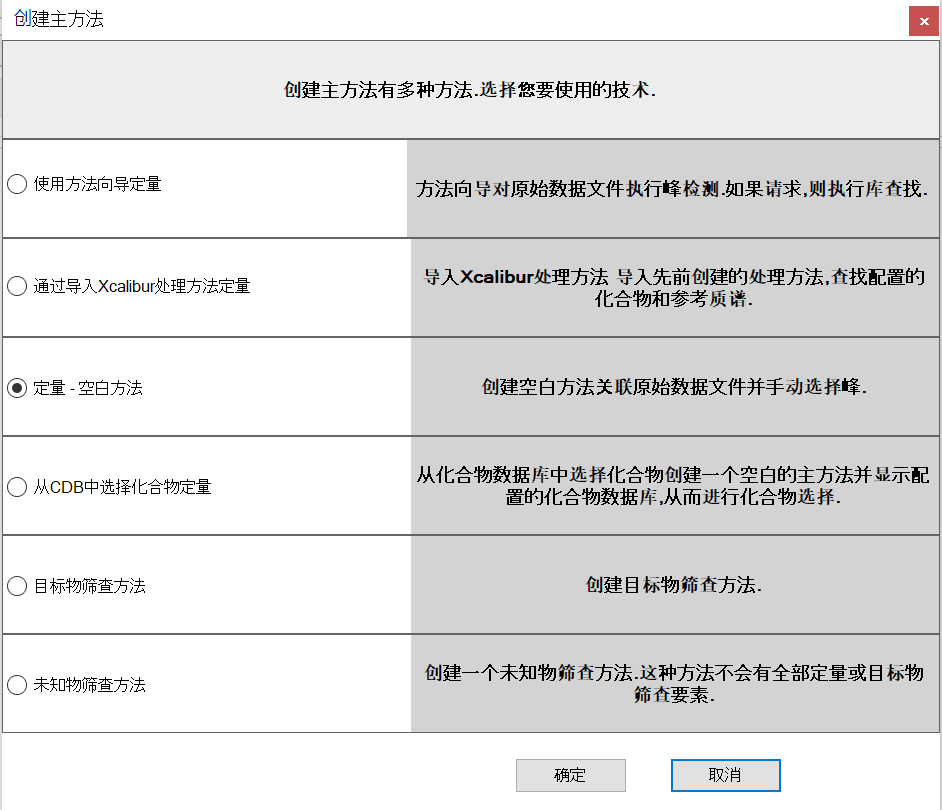 创建主方法
创建主方法有多种方法.选择您要使用的技术.
使用方法向导定量
方法向导对原始数据文件执行峰检测.如果请求,则执行库查找.
通过导入Xcalibur处理方法定量
导入Xcalibur处理方法 导入先前创建的处理方法,查找配置的
化合物和参考质谱.
定量 - 空白方法
创建空白方法关联原始数据文件并手动选择峰.
从CDB中选择化合物定量
从化合物数据库中选择化合物创建一个空白的主方法并显示配
置的化合物数据库,从而进行化合物选择.
目标物筛查方法
创建目标物筛查方法.
未知物筛查方法
创建一个未知物筛查方法.这种方法不会有全部定量或目标物
筛查要素.
确定
取消